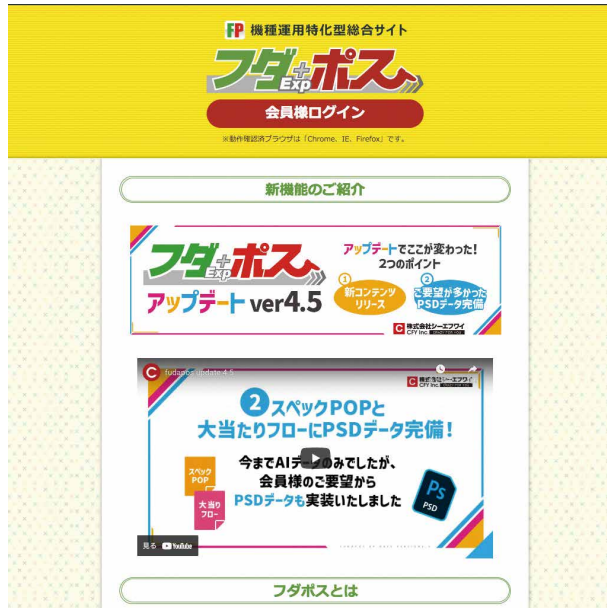 FP 機種運用特化型総合サイト
フダ+ポス
Exp
会員様ログイン
※動作確認済ブラウザは「Chrome、IE、Firefox」です。
新機能のご紹介
フダ+ポス
Exp
アップデート ver4.5
アップデートでここが変わった!
2つのポイント
①
新コンテンツ
リリース
②
ご要望が多かった
PSDデータ完備
C 株式会社シーエフワイ
CFY Inc.
C fudapos update 4.5
C 株式会社シーエフワイ
CFY Inc.
②スペックPOPと
大当たりフローにPSDデータ完備!
スペック
POP
大当り
フロー
今までAIデータのみでしたが、
会員様のご要望から
PSDデータも実装いたしました
Ps
PSD
見る YouTube
フダポスとは